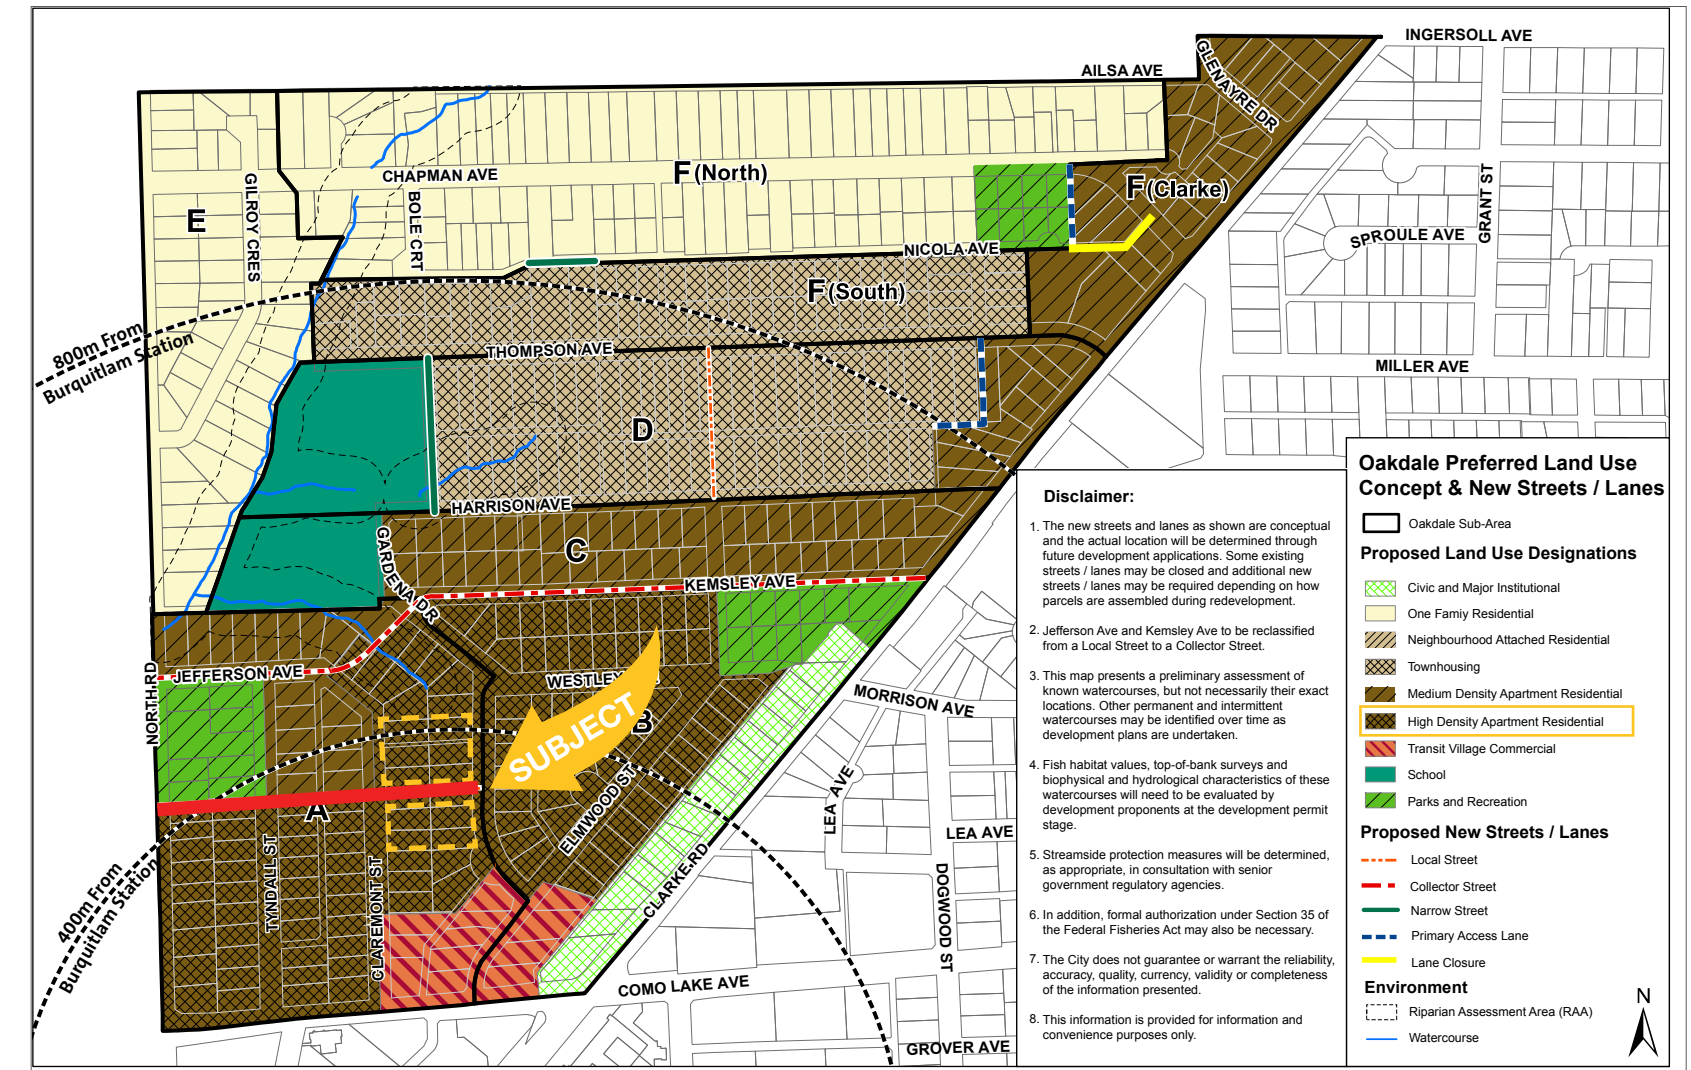 INGERSOLL AVE
AILSA AVE
GLENAYRE DR
CHAPMAN AVE
F (North)
F (Clarke)
GILROY CRES
BOLE CRT
E
GRANT ST
SPROULE AVE
NICOLA AVE
F (South)
800m From
Burquitlam Station
THOMPSON AVE
MILLER AVE
D
HARRISON AVE
GARDENA DR
C
KEMSLEY AVE
NORTH RD
JEFFERSON AVE
WESTLEY
SUBJECT
B
MORRISON AVE
A
ELMWOOD ST
LEA AVE
LEA AVE
TYNDALL ST
CLAREMONT ST
CLARKE RD
DOGWOOD ST
400m From
Burquitlam Station
COMO LAKE AVE
GROVER AVE
Disclaimer:
1. The new streets and lanes as shown are conceptual
and the actual location will be determined through
future development applications. Some existing
streets / lanes may be closed and additional new
streets / lanes may be required depending on how
parcels are assembled during redevelopment.
2. Jefferson Ave and Kemsley Ave to be reclassified
from a Local Street to a Collector Street.
3. This map presents a preliminary assessment of
known watercourses, but not necessarily their exact
locations. Other permanent and intermittent
watercourses may be identified over time as
development plans are undertaken.
4. Fish habitat values, top-of-bank surveys and
biophysical and hydrological characteristics of these
watercourses will need to be evaluated by
development proponents at the development permit
stage.
5. Streamside protection measures will be determined,
as appropriate, in consultation with senior
government regulatory agencies.
6. In addition, formal authorization under Section 35 of
the Federal Fisheries Act may also be necessary.
7. The City does not guarantee or warrant the reliability,
accuracy, quality, currency, validity or completeness
of the information presented.
8. This information is provided for information and
convenience purposes only.
Oakdale Preferred Land Use
Concept & New Streets / Lanes
Oakdale Sub-Area
Proposed Land Use Designations
Civic and Major Institutional
One Famiy Residential
Neighbourhood Attached Residential
Townhousing
Medium Density Apartment Residential
High Density Apartment Residential
Transit Village Commercial
School
Parks and Recreation
Proposed New Streets / Lanes
Local Street
Collector Street
Narrow Street
Primary Access Lane
Lane Closure
Environment
Riparian Assessment Area (RAA)
Watercourse
N